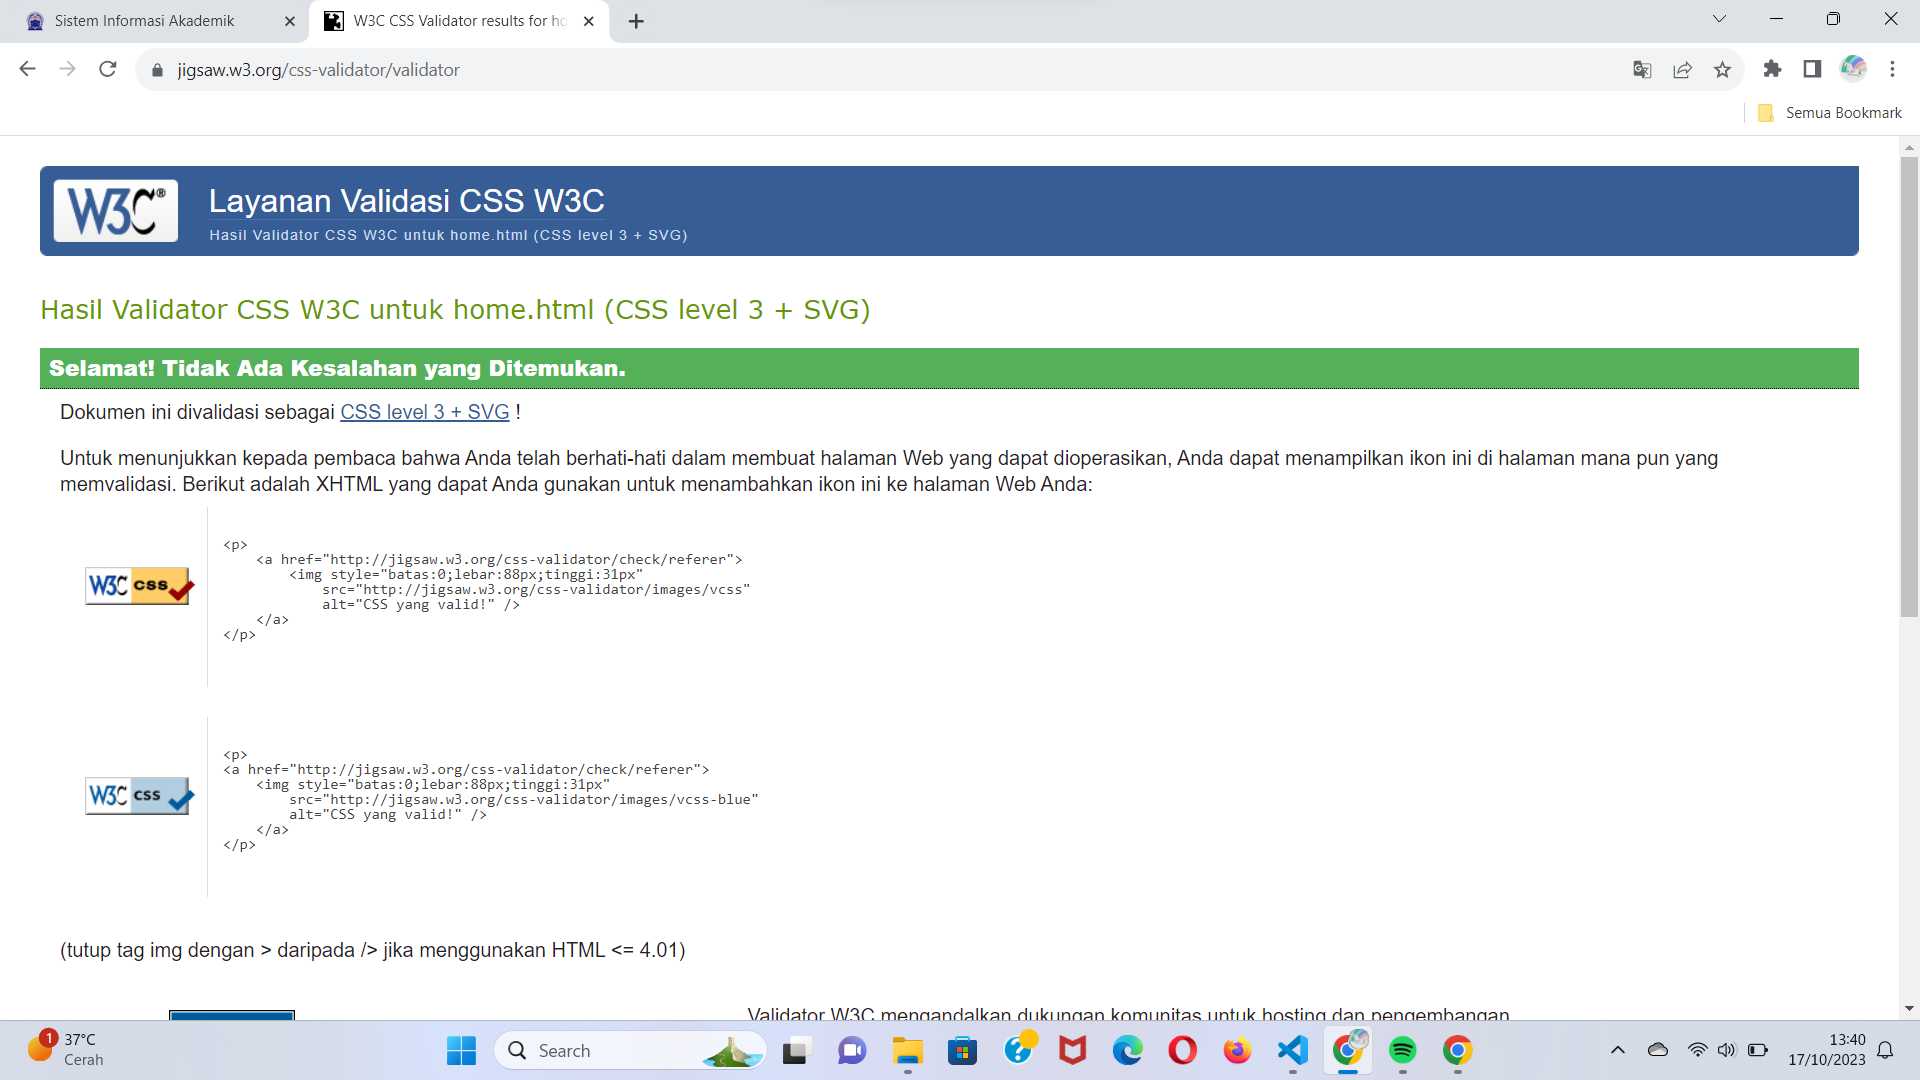 Sistem Informasi Akademik
W3C CSS Validator results for ho
jigsaw.w3.org/css-validator/validator
Semua Bookmark
W3C®
Layanan Validasi CSS W3C
Hasil Validator CSS W3C untuk home.html (CSS level 3 + SVG)
Hasil Validator CSS W3C untuk home.html (CSS level 3 + SVG)
Selamat! Tidak Ada Kesalahan yang Ditemukan.
Dokumen ini divalidasi sebagai CSS level 3 + SVG !
Untuk menunjukkan kepada pembaca bahwa Anda telah berhati-hati dalam membuat halaman Web yang dapat dioperasikan, Anda dapat menampilkan ikon ini di halaman mana pun yang
memvalidasi. Berikut adalah XHTML yang dapat Anda gunakan untuk menambahkan ikon ini ke halaman Web Anda:
W3C css
<p>
<a href="http://jigsaw.w3.org/css-validator/check/referer">
<img style="batas:0;lebar:88px;tinggi:31px"
src="http://jigsaw.w3.org/css-validator/images/vcss"
alt="CSS yang valid!" />
</a>
</p>
W3C css
<p>
<a href="http://jigsaw.w3.org/css-validator/check/referer">
<img style="batas:0;lebar:88px;tinggi:31px"
src="http://jigsaw.w3.org/css-validator/images/vcss-blue"
alt="CSS yang valid!" />
</a>
</p>
(tutup tag img dengan > daripada /> jika menggunakan HTML <= 4.01)
Validator W3C mengandalkan dukungan komunitas untuk hosting dan pengembangan
1
37°C
Cerah
Search
13:40
17/10/2023